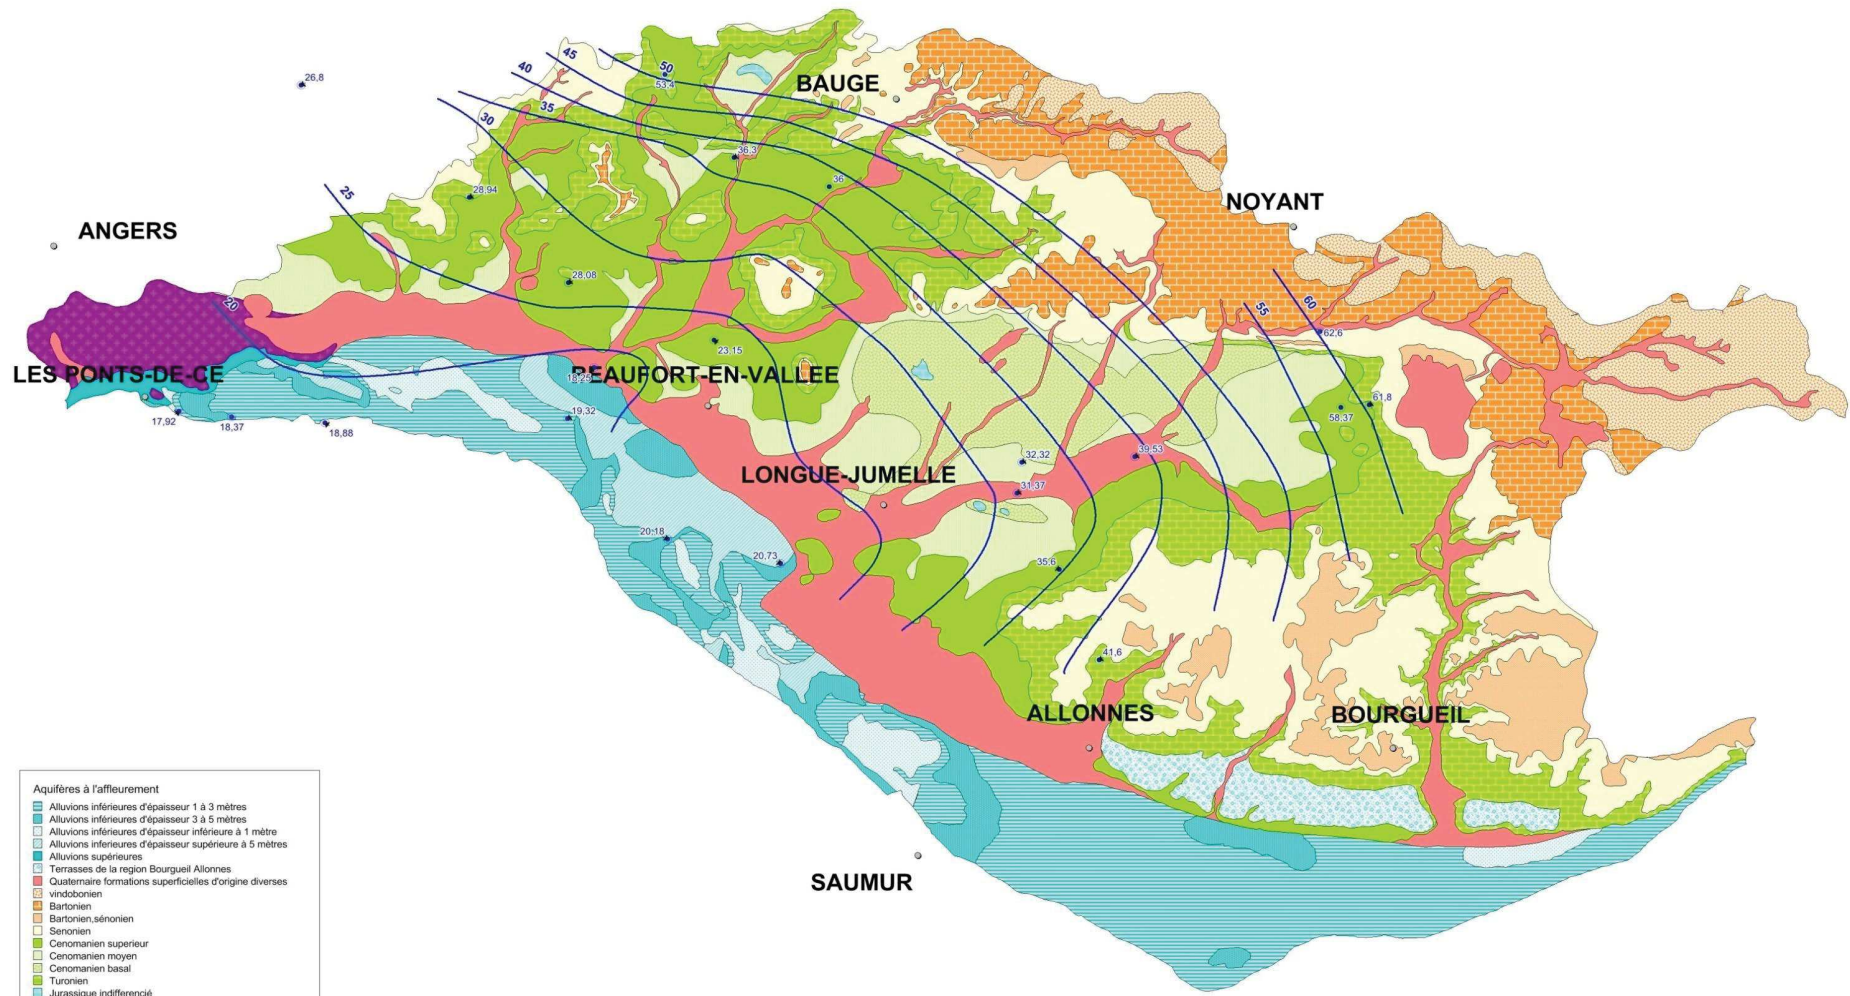 45
50
40
53.4
BAUGE
26,8
35
30
36,3
36
25
28,94
NOYANT
ANGERS
28,08
20
55
60
62,6
23,15
LES PONTS-DE-CE
BEAUFORT-EN-VALLEE
61,8
58,37
17,92
18,37
18,88
19,32
39,53
32,32
LONGUE-JUMELLE
31,37
20,18
20,73
35,6
41,6
ALLONNES
BOURGUEIL
SAUMUR
Aquifères à l'affleurement
Alluvions inférieures d'épaisseur 1 à 3 mètres
Alluvions inférieures d'épaisseur 3 à 5 mètres
Alluvions inférieures d'épaisseur inférieure à 1 mètre
Alluvions inferieures d'épaisseur supérieure à 5 mètres
Alluvions supérieures
Terrasses de la region Bourgueil Allonnes
Quaternaire formations superficielles d'origine diverses
vindobonien
Bartonien
Bartonien,sénonien
Senonien
Cenomanien superieur
Cenomanien moyen
Cenomanien basal
Turonien
Jurassique indifferencié